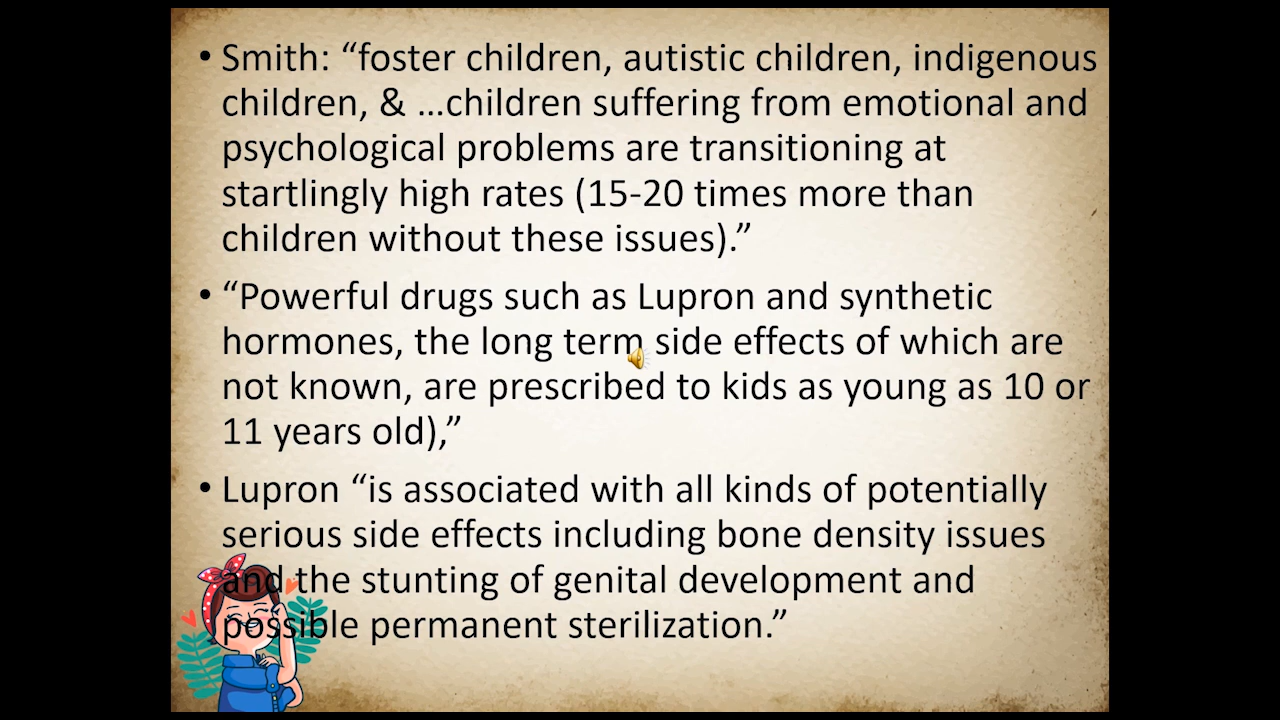 • Smith: “foster children, autistic children, indigenous
children, & …children suffering from emotional and
psychological problems are transitioning at
startlingly high rates (15-20 times more than
children without these issues).”
• “Powerful drugs such as Lupron and synthetic
hormones, the long term side effects of which are
not known, are prescribed to kids as young as 10 or
11 years old),”
• Lupron “is associated with all kinds of potentially
serious side effects including bone density issues
and the stunting of genital development and
possible permanent sterilization.”